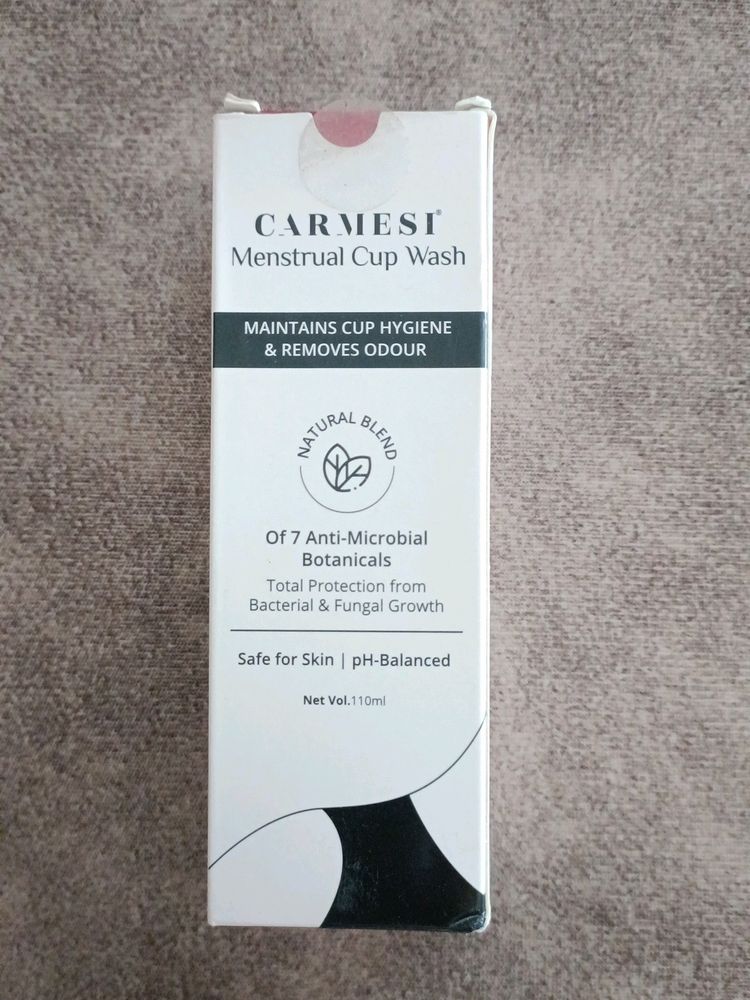 CARMESI®
Menstrual Cup Wash
MAINTAINS CUP HYGIENE
& REMOVES ODOUR
NATURAL BLEND
Of 7 Anti-Microbial
Botanicals
Total Protection from
Bacterial & Fungal Growth
Safe for Skin | pH-Balanced
Net Vol.110ml